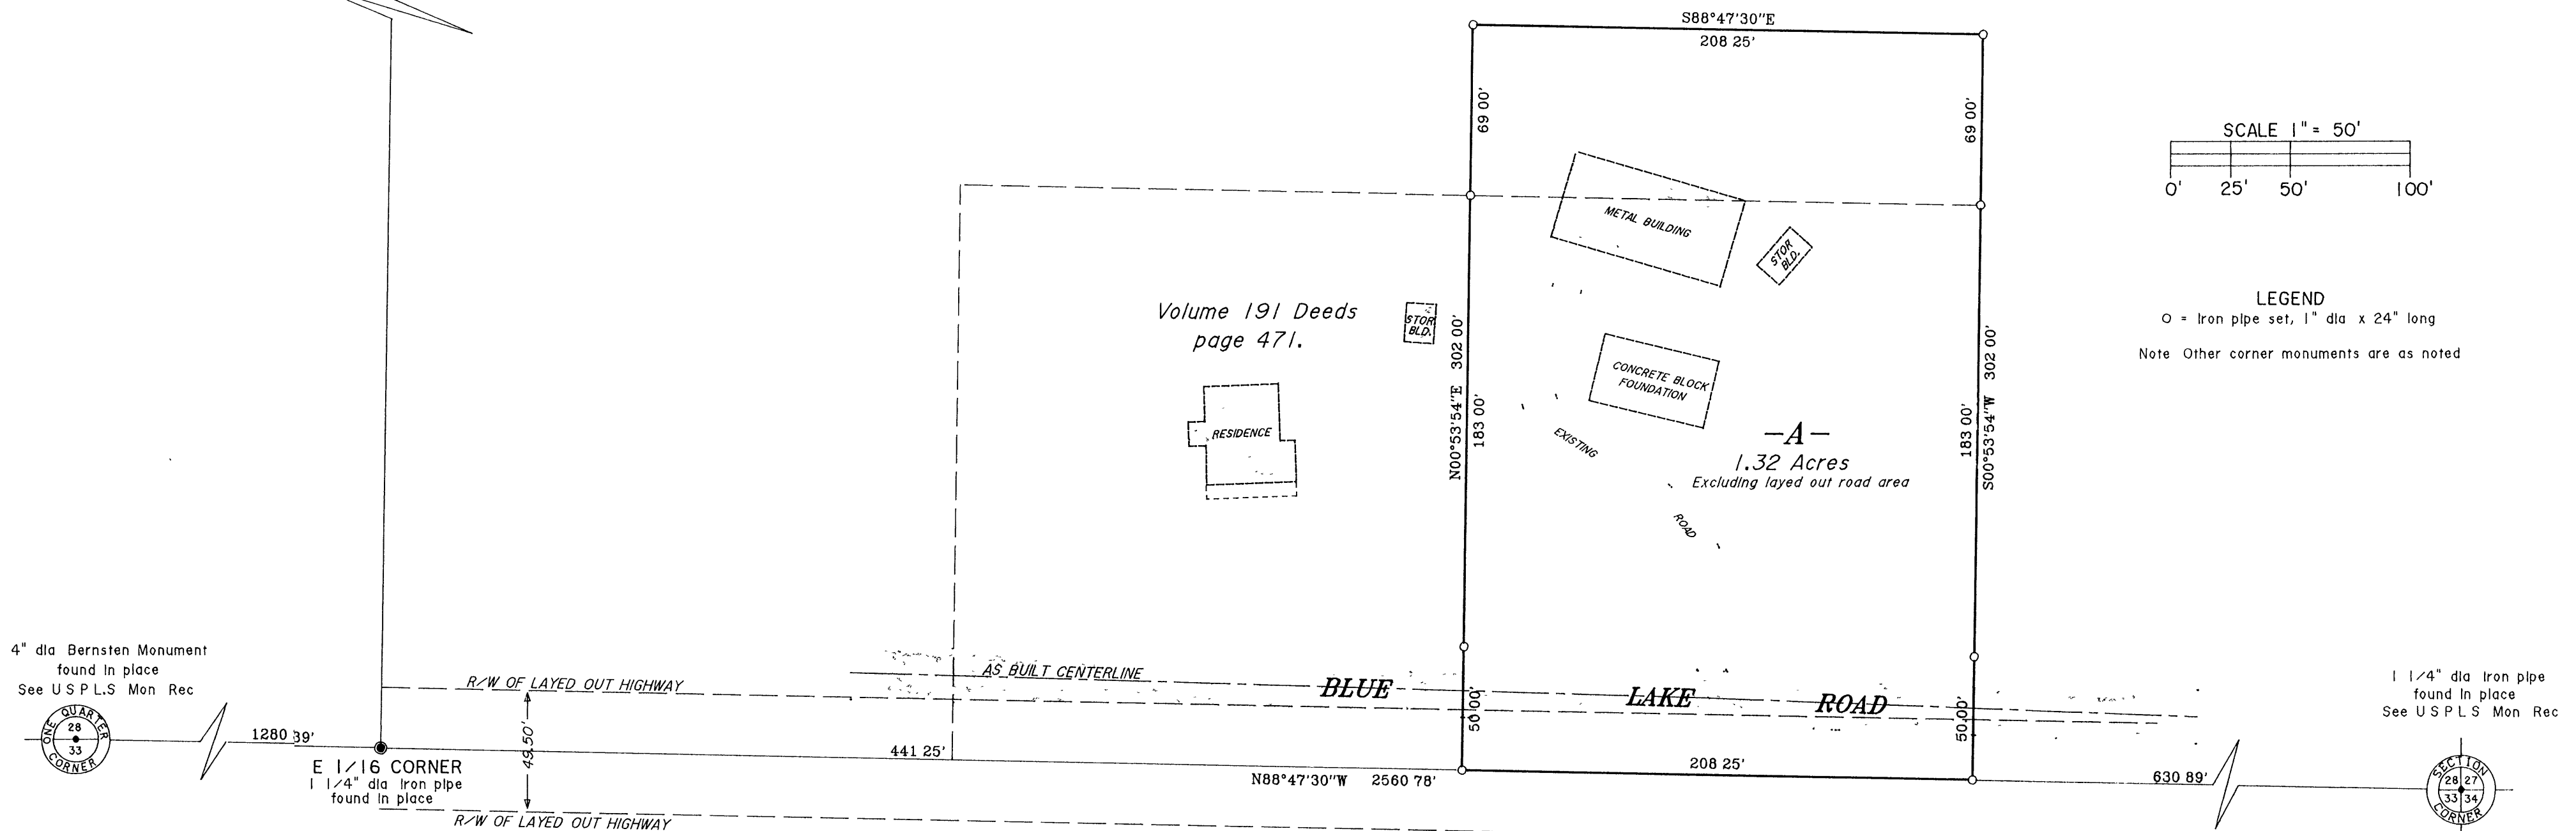 S88°47'30"E
208 25'
69 00'
69 00'
SCALE 1" = 50'
0' 25' 50' 100'
METAL BUILDING
STOR
BLD.
LEGEND
O = Iron pipe set, 1" dia x 24" long
Note Other corner monuments are as noted
Volume 191 Deeds
page 471.
STOR
BLD.
N00°53'54"E 302 00'
183 00'
CONCRETE BLOCK
FOUNDATION
RESIDENCE
EXISTING
ROAD
-A-
1.32 Acres
Excluding layed out road area
183 00'
S00°53'54"W 302 00'
4" dia Bernsten Monument
found in place
See U S P L.S Mon Rec
ONE QUARTER
28
33
CORNER
1280 39'
R/W OF LAYED OUT HIGHWAY
49.50'
AS BUILT CENTERLINE
BLUE LAKE ROAD
50 00'
50.00'
E 1/16 CORNER
1 1/4" dia Iron pipe
found in place
R/W OF LAYED OUT HIGHWAY
441 25'
N88°47'30"W 2560 78'
208 25'
630 89'
1 1/4" dia Iron pipe
found in place
See U S P L S Mon Rec
SECTION
28 27
33 34
CORNER